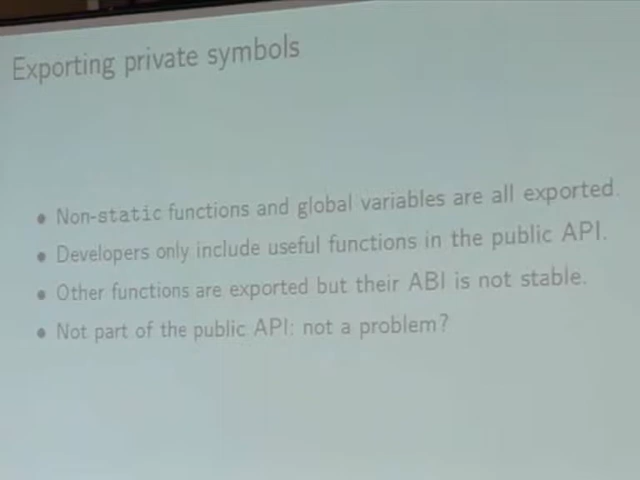 Exporting private symbols
• Non-static functions and global variables are all exported.
• Developers only include useful functions in the public API.
• Other functions are exported but their ABI is not stable.
• Not part of the public API: not a problem?